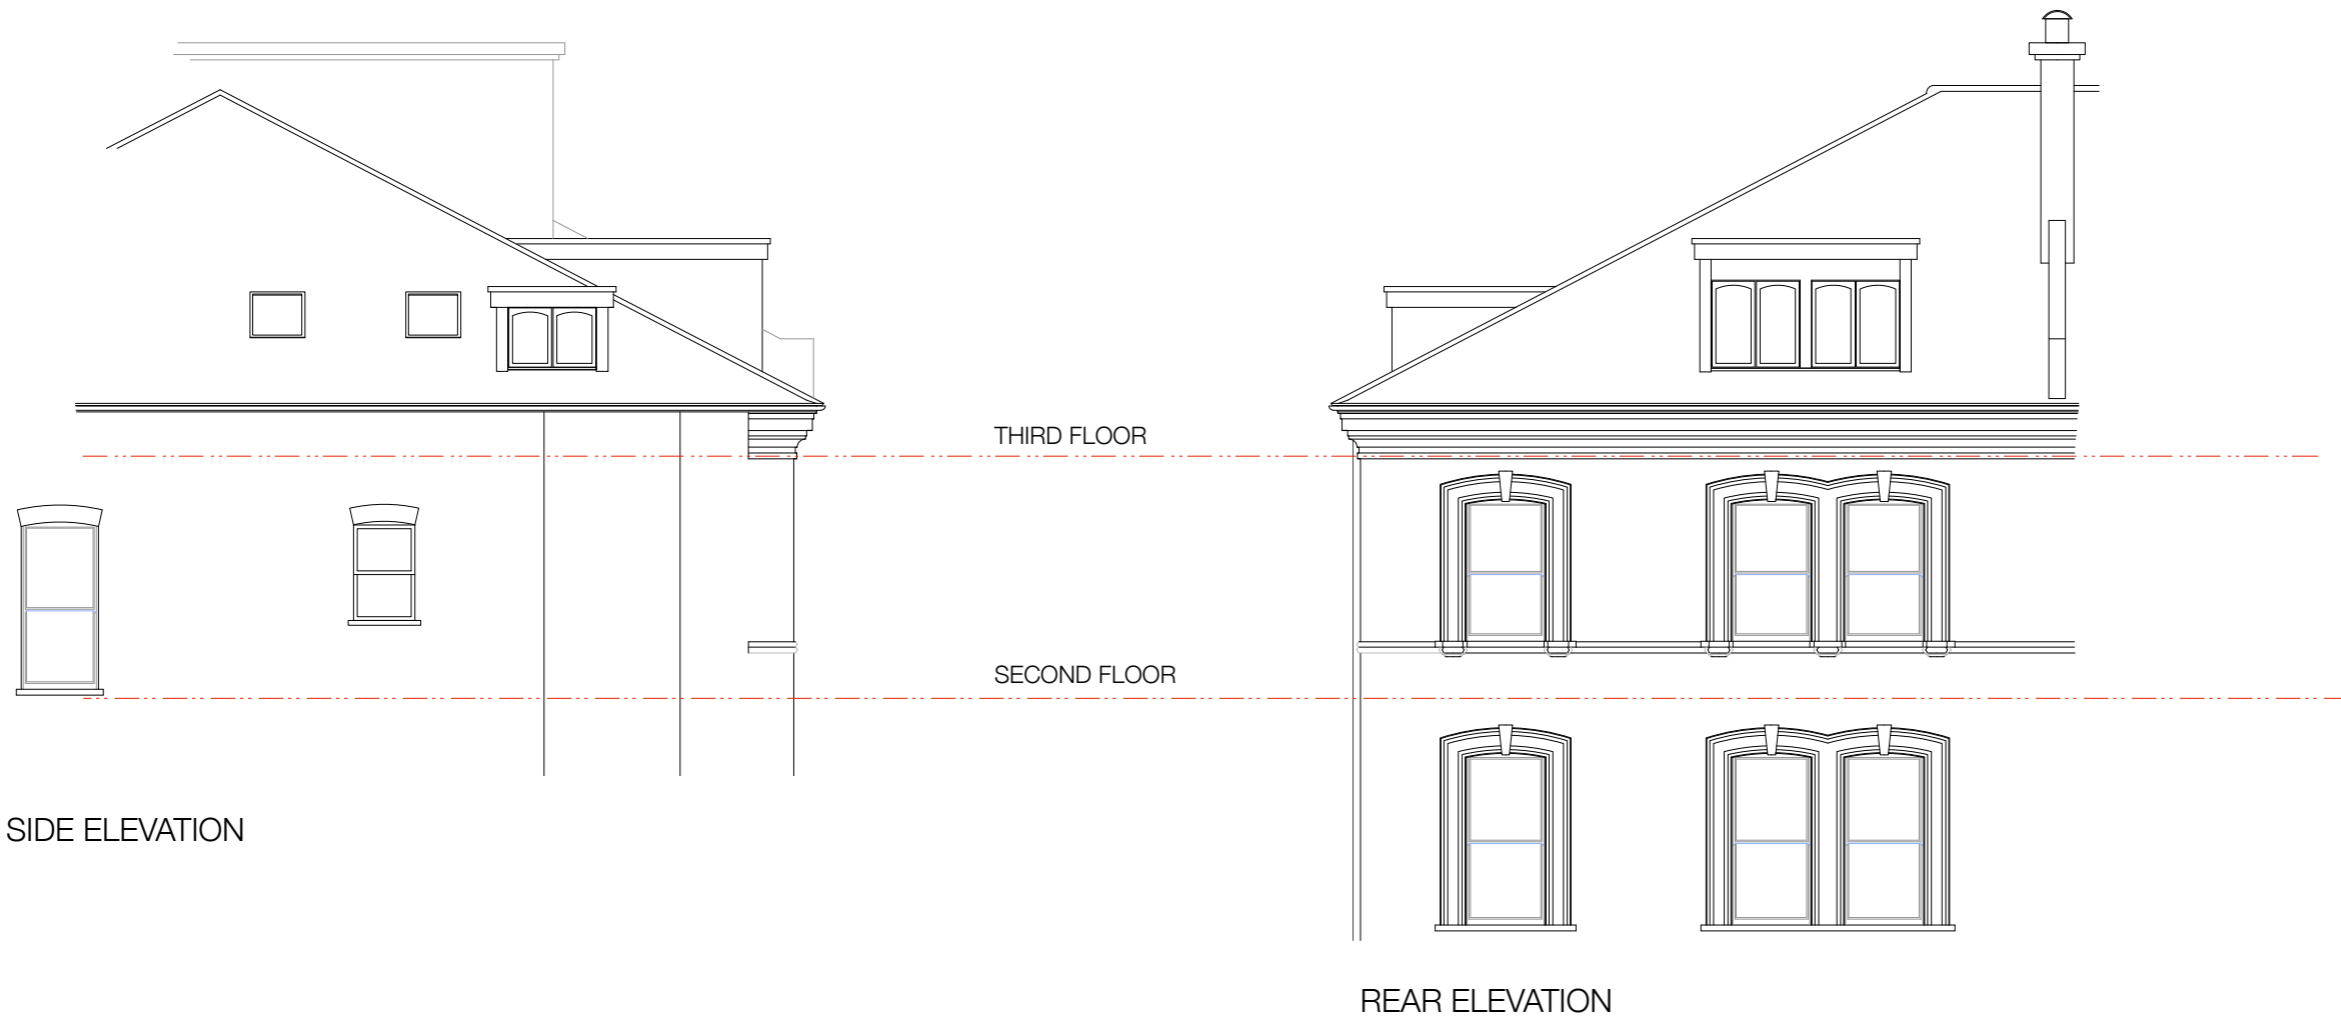 THIRD FLOOR
SECOND FLOOR
SIDE ELEVATION
REAR ELEVATION